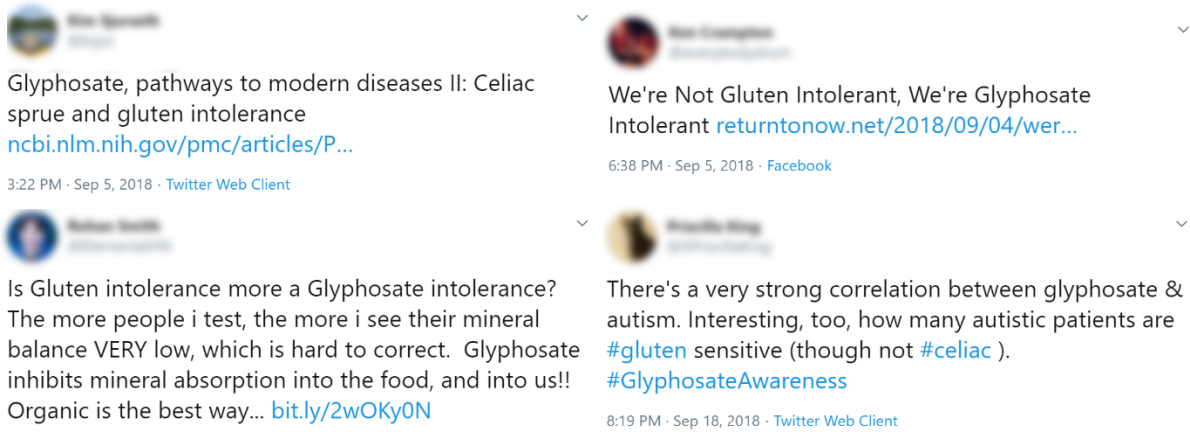 Glyphosate, pathways to modern diseases II: Celiac
sprue and gluten intolerance
ncbi.nlm.nih.gov/pmc/articles/P...
3:22 PM · Sep 5, 2018 · Twitter Web Client
We're Not Gluten Intolerant, We're Glyphosate
Intolerant returntonow.net/2018/09/04/wer...
6:38 PM · Sep 5, 2018 · Facebook
Is Gluten intolerance more a Glyphosate intolerance?
The more people i test, the more i see their mineral
balance VERY low, which is hard to correct.  Glyphosate
inhibits mineral absorption into the food, and into us!!
Organic is the best way... bit.ly/2wOKy0N
There's a very strong correlation between glyphosate &
autism. Interesting, too, how many autistic patients are
#gluten sensitive (though not #celiac ).
#GlyphosateAwareness
8:19 PM · Sep 18, 2018 · Twitter Web Client